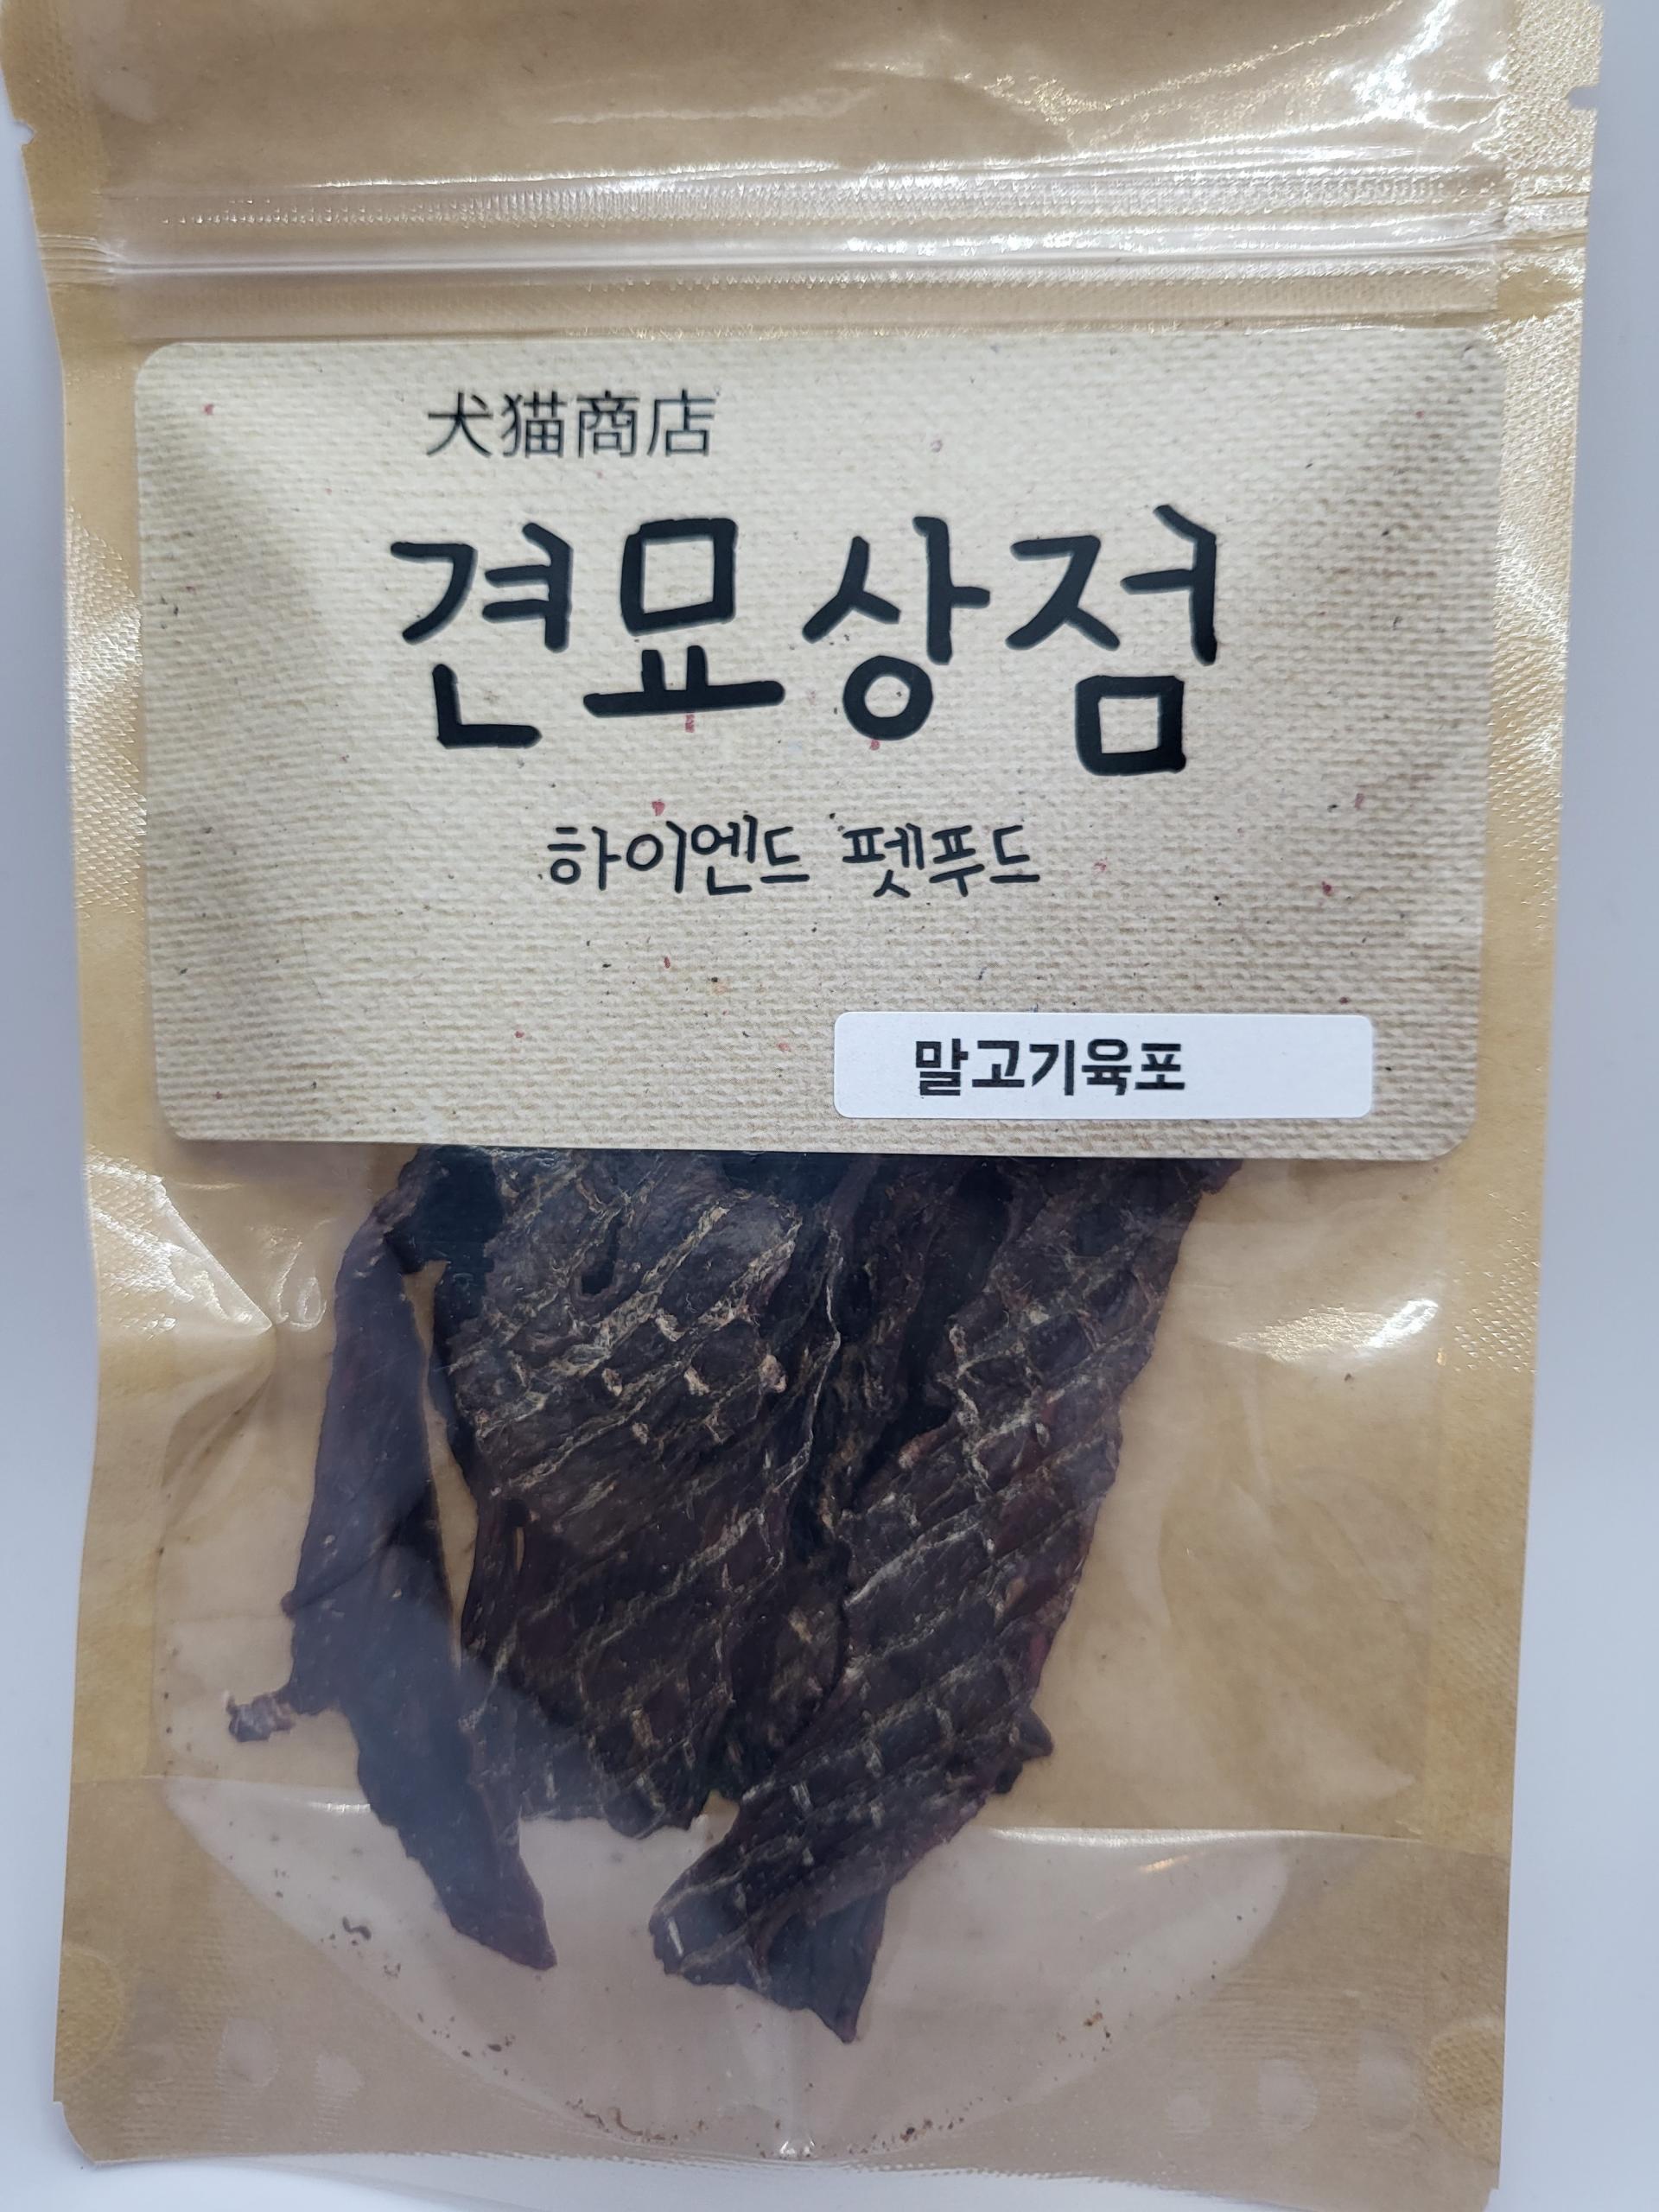 犬猫商店
견묘상점
하이엔드 펫푸드
말고기육포